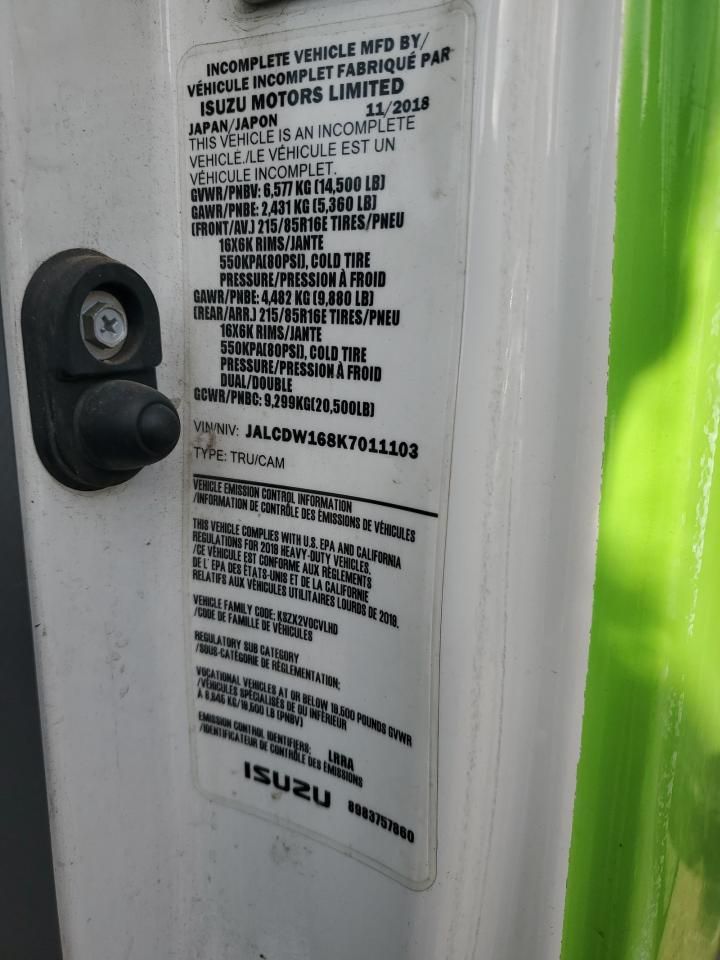 INCOMPLETE VEHICLE MFD BY/
VÉHICULE INCOMPLET FABRIQUÉ PAR
ISUZU MOTORS LIMITED
JAPAN/JAPON 11/2018
THIS VEHICLE IS AN INCOMPLETE
VEHICLE./LE VÉHICULE EST UN
VÉHICULE INCOMPLET.
GVWR/PNBV: 6,577 KG (14,500 LB)
GAWR/PNBE: 2,431 KG (5,360 LB)
(FRONT/AV.) 215/85R16E TIRES/PNEU
16X6K RIMS/JANTE
550KPA(80PSI), COLD TIRE
PRESSURE/PRESSION À FROID
GAWR/PNBE: 4,482 KG (9,880 LB)
(REAR/ARR.) 215/85R16E TIRES/PNEU
16X6K RIMS/JANTE
550KPA(80PSI), COLD TIRE
PRESSURE/PRESSION À FROID
DUAL/DOUBLE
GCWR/PNBC: 9,299KG(20,500LB)
VIN/NIV: JALCDW168K7011103
TYPE: TRU/CAM
VEHICLE EMISSION CONTROL INFORMATION
/INFORMATION DE CONTRÔLE DES ÉMISSIONS DE VÉHICULES
THIS VEHICLE COMPLIES WITH U.S. EPA AND CALIFORNIA
REGULATIONS FOR 2019 HEAVY-DUTY VEHICLES.
/CE VÉHICULE EST CONFORME AUX RÈGLEMENTS
DE L'EPA DES ÉTATS-UNIS ET DE LA CALIFORNIE
RELATIFS AUX VÉHICULES UTILITAIRES LOURDS DE 2019.
VEHICLE FAMILY CODE: KSZX2VOCVLHD
/CODE DE FAMILLE DE VÉHICULES
REGULATORY SUB CATEGORY
/SOUS-CATÉGORIE DE RÉGLEMENTATION:
VOCATIONAL VEHICLES AT OR BELOW 19,500 POUNDS GVWR
/VÉHICULES SPÉCIALISÉS DE OU INFÉRIEUR
À 8,845 KG/19,500 LB (PNBV)
EMISSION CONTROL IDENTIFIERS: LRRA
/IDENTIFICATEUR DE CONTRÔLE DES ÉMISSIONS
ISUZU 8983757860